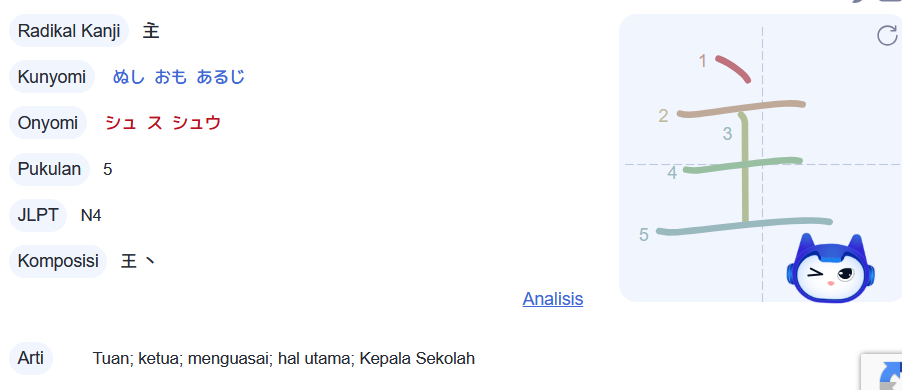 Radikal Kanji 主
Kunyomi ぬし おも あるじ
Onyomi シュ ス シュウ
Pukulan 5
JLPT N4
Komposisi 王 丶
Analisis
Arti Tuan; ketua; menguasai; hal utama; Kepala Sekolah
1
2
3
4
5